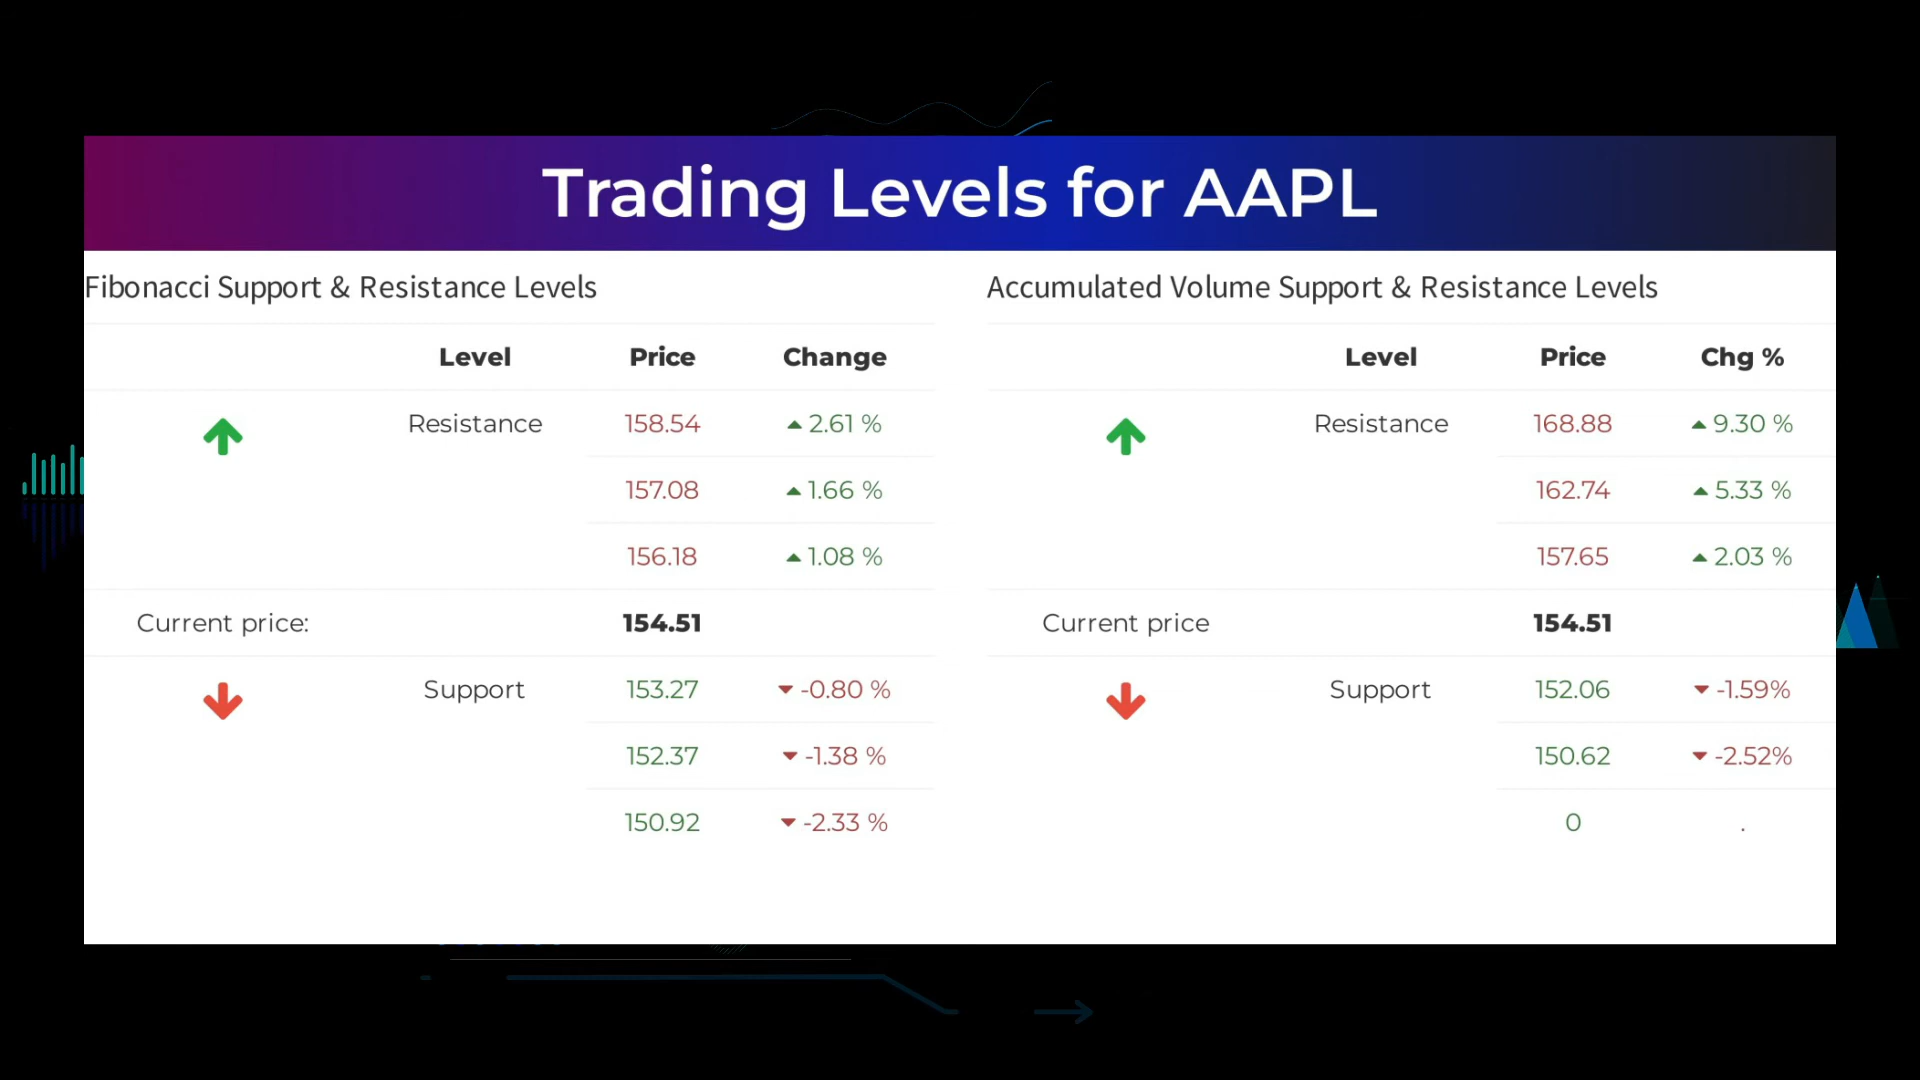 Trading Levels for AAPL
Fibonacci Support & Resistance Levels
Level Price Change
Resistance 158.54 2.61 %
157.08 1.66 %
156.18 1.08 %
Current price: 154.51
Support 153.27 -0.80 %
152.37 -1.38 %
150.92 -2.33 %
Accumulated Volume Support & Resistance Levels
Level Price Chg %
Resistance 168.88 9.30 %
162.74 5.33 %
157.65 2.03 %
Current price 154.51
Support 152.06 -1.59%
150.62 -2.52%
0 .